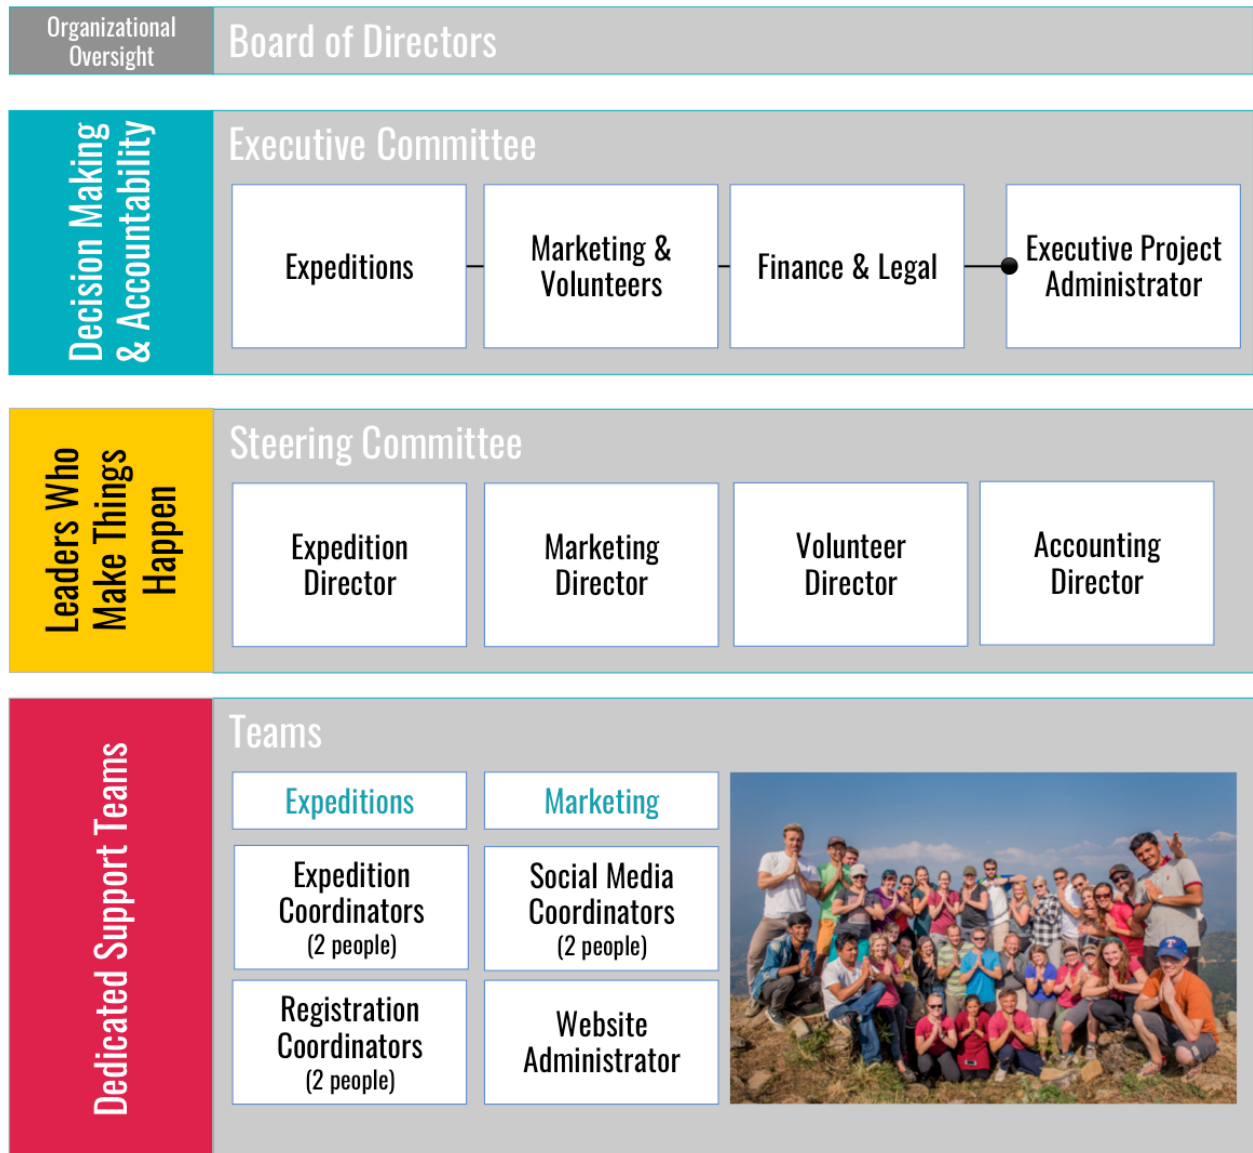 Organizational
Oversight
Board of Directors
Decision Making
& Accountability
Executive Committee
Expeditions
Marketing &
Volunteers
Finance & Legal
Executive Project
Administrator
Leaders Who
Make Things
Happen
Steering Committee
Expedition
Director
Marketing
Director
Volunteer
Director
Accounting
Director
Dedicated Support Teams
Teams
Expeditions
Marketing
Expedition
Coordinators
(2 people)
Social Media
Coordinators
(2 people)
Registration
Coordinators
(2 people)
Website
Administrator
T